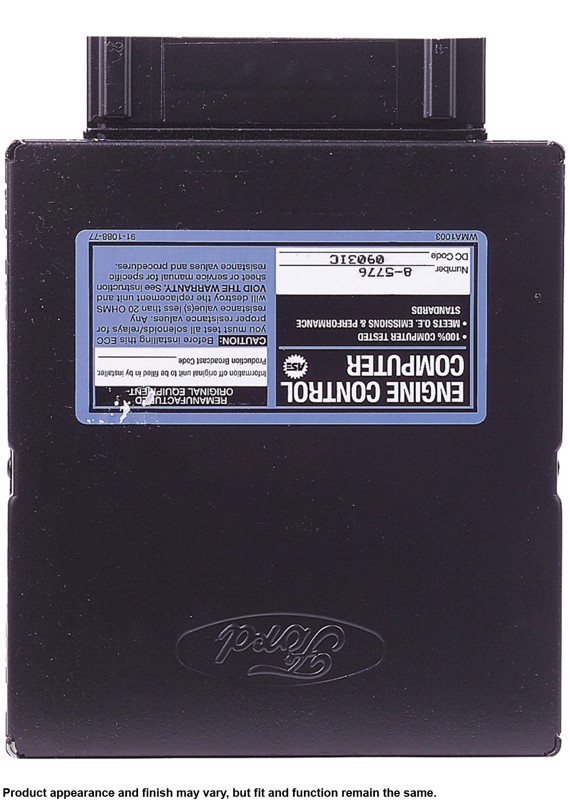 ENGINE CONTROL
COMPUTER
ASE
• 100% COMPUTER TESTED
• MEETS O.E. EMISSIONS & PERFORMANCE
STANDARDS
Number 8-5776
DC Code 09031C
WMA1003
REMANUFACTURED
ORIGINAL EQUIPMENT
Information off original unit to be filled in by installer.
Production Broadcast Code
CAUTION: Before installing this ECC
you must test all solenoids/relays for
proper resistance values. Any
resistance value(s) less than 20 OHMS
will destroy the replacement unit and
VOID THE WARRANTY. See instruction
sheet or service manual for specific
resistance values and procedures.
91-1088-77
Ford
Product appearance and finish may vary, but fit and function remain the same.